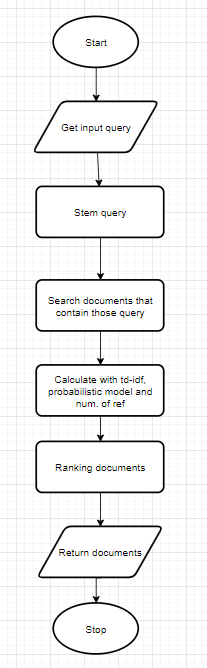 Start
Get input query
Stem query
Search documents that
contain those query
Calculate with td-idf,
probabilistic model and
num. of ref
Ranking documents
Return documents
Stop